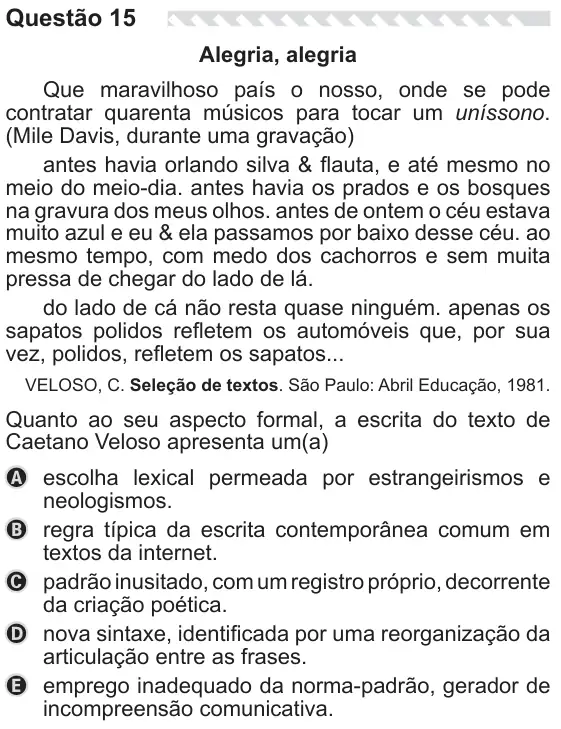 Questão 15
Alegria, alegria
Que maravilhoso país o nosso, onde se pode
contratar quarenta músicos para tocar um uníssono.
(Mile Davis, durante uma gravação)
antes havia orlando silva & flauta, e até mesmo no
meio do meio-dia. antes havia os prados e os bosques
na gravura dos meus olhos. antes de ontem o céu estava
muito azul e eu & ela passamos por baixo desse céu. ao
mesmo tempo, com medo dos cachorros e sem muita
pressa de chegar do lado de lá.
do lado de cá não resta quase ninguém. apenas os
sapatos polidos refletem os automóveis que, por sua
vez, polidos, refletem os sapatos...
VELOSO, C. Seleção de textos. São Paulo: Abril Educação, 1981.
Quanto ao seu aspecto formal, a escrita do texto de
Caetano Veloso apresenta um(a)
A escolha lexical permeada por estrangeirismos e
neologismos.
B regra típica da escrita contemporânea comum em
textos da internet.
C padrão inusitado, com um registro próprio, decorrente
da criação poética.
D nova sintaxe, identificada por uma reorganização da
articulação entre as frases.
E emprego inadequado da norma-padrão, gerador de
incompreensão comunicativa.